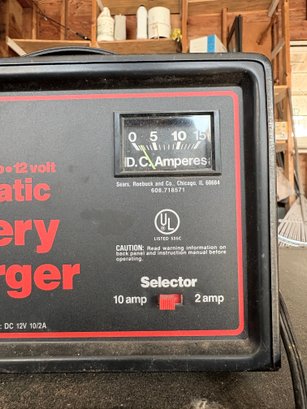 0 5 10 15
D.C. Amperes
12 volt
Sears, Roebuck and Co., Chicago, IL 60684
608.718571
atic
UL
LISTED 535C
ery
CAUTION: Read warning information on
back panel and instruction manual before
operating.
rger
Selector
10 amp 2 amp
DC 12V 10/2A